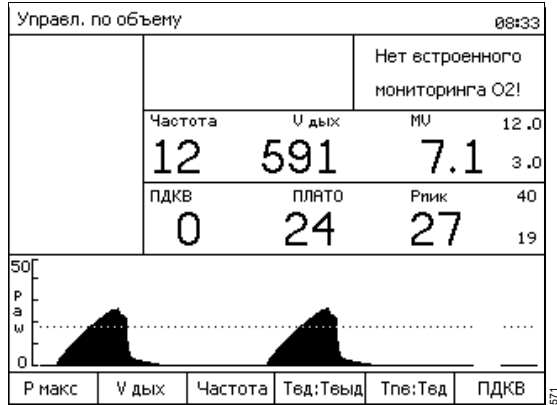 Управл. по объему 08:33
Нет встроенного
мониторинга O2!
Частота V дых MV 12.0
12 591 7.1 3.0
ПДКВ ПЛАТО Рпик 40
0 24 27 19
50
P
a
w
0
Р макс V дых Частота Твд:Твыд Тпв:Твд ПДКВ
571